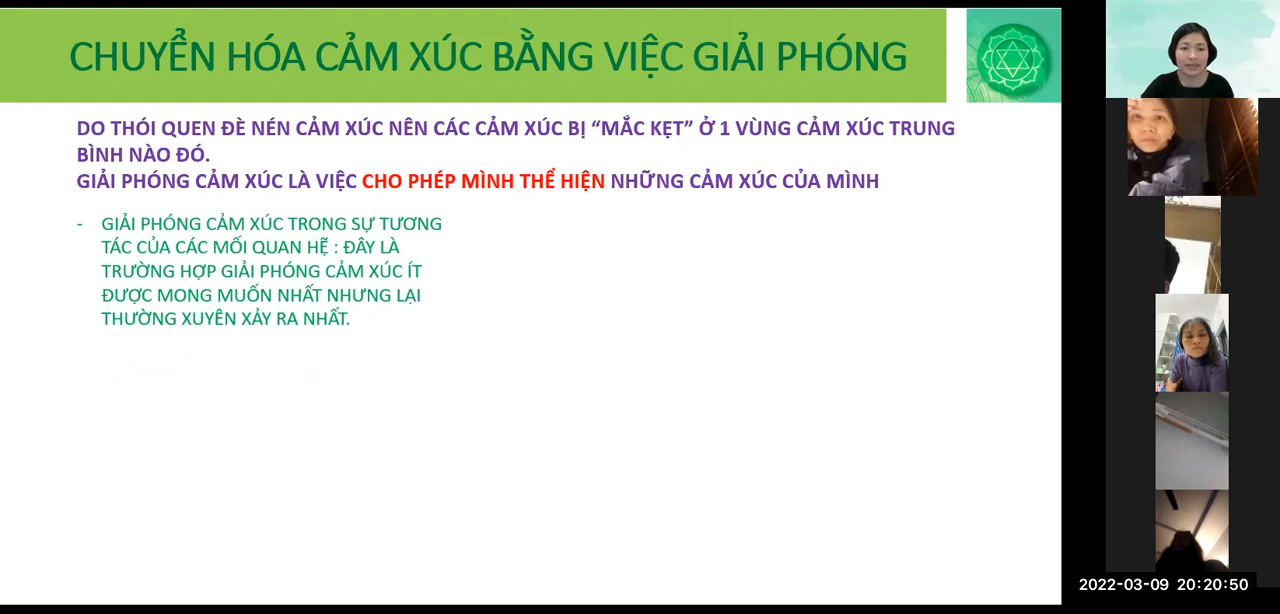 CHUYỂN HÓA CẢM XÚC BẰNG VIỆC GIẢI PHÓNG
DO THÓI QUEN ĐÈ NÉN CẢM XÚC NÊN CÁC CẢM XÚC BỊ “MẮC KẸT” Ở 1 VÙNG CẢM XÚC TRUNG
BÌNH NÀO ĐÓ.
GIẢI PHÓNG CẢM XÚC LÀ VIỆC CHO PHÉP MÌNH THỂ HIỆN NHỮNG CẢM XÚC CỦA MÌNH
- GIẢI PHÓNG CẢM XÚC TRONG SỰ TƯƠNG
TÁC CỦA CÁC MỐI QUAN HỆ : ĐÂY LÀ
TRƯỜNG HỢP GIẢI PHÓNG CẢM XÚC ÍT
ĐƯỢC MONG MUỐN NHẤT NHƯNG LẠI
THƯỜNG XUYÊN XẢY RA NHẤT.
2022-03-09 20:20:50